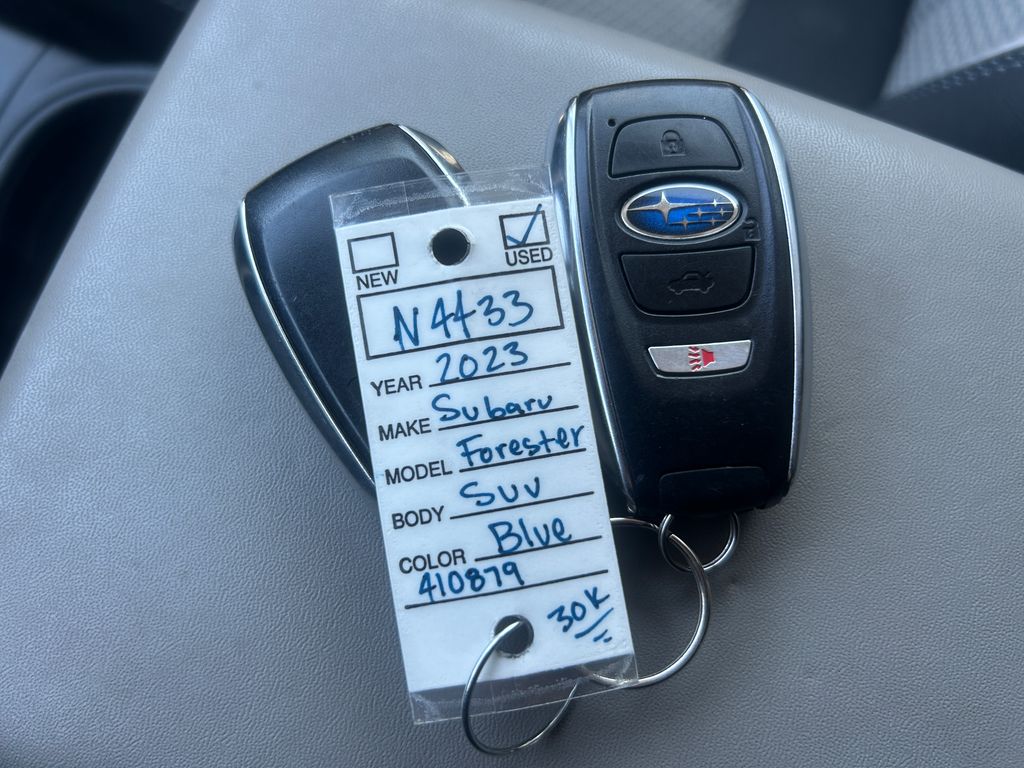 NEW USED
N4433
YEAR 2023
MAKE Subaru
MODEL Forester
BODY SUV
COLOR Blue
410879
30K